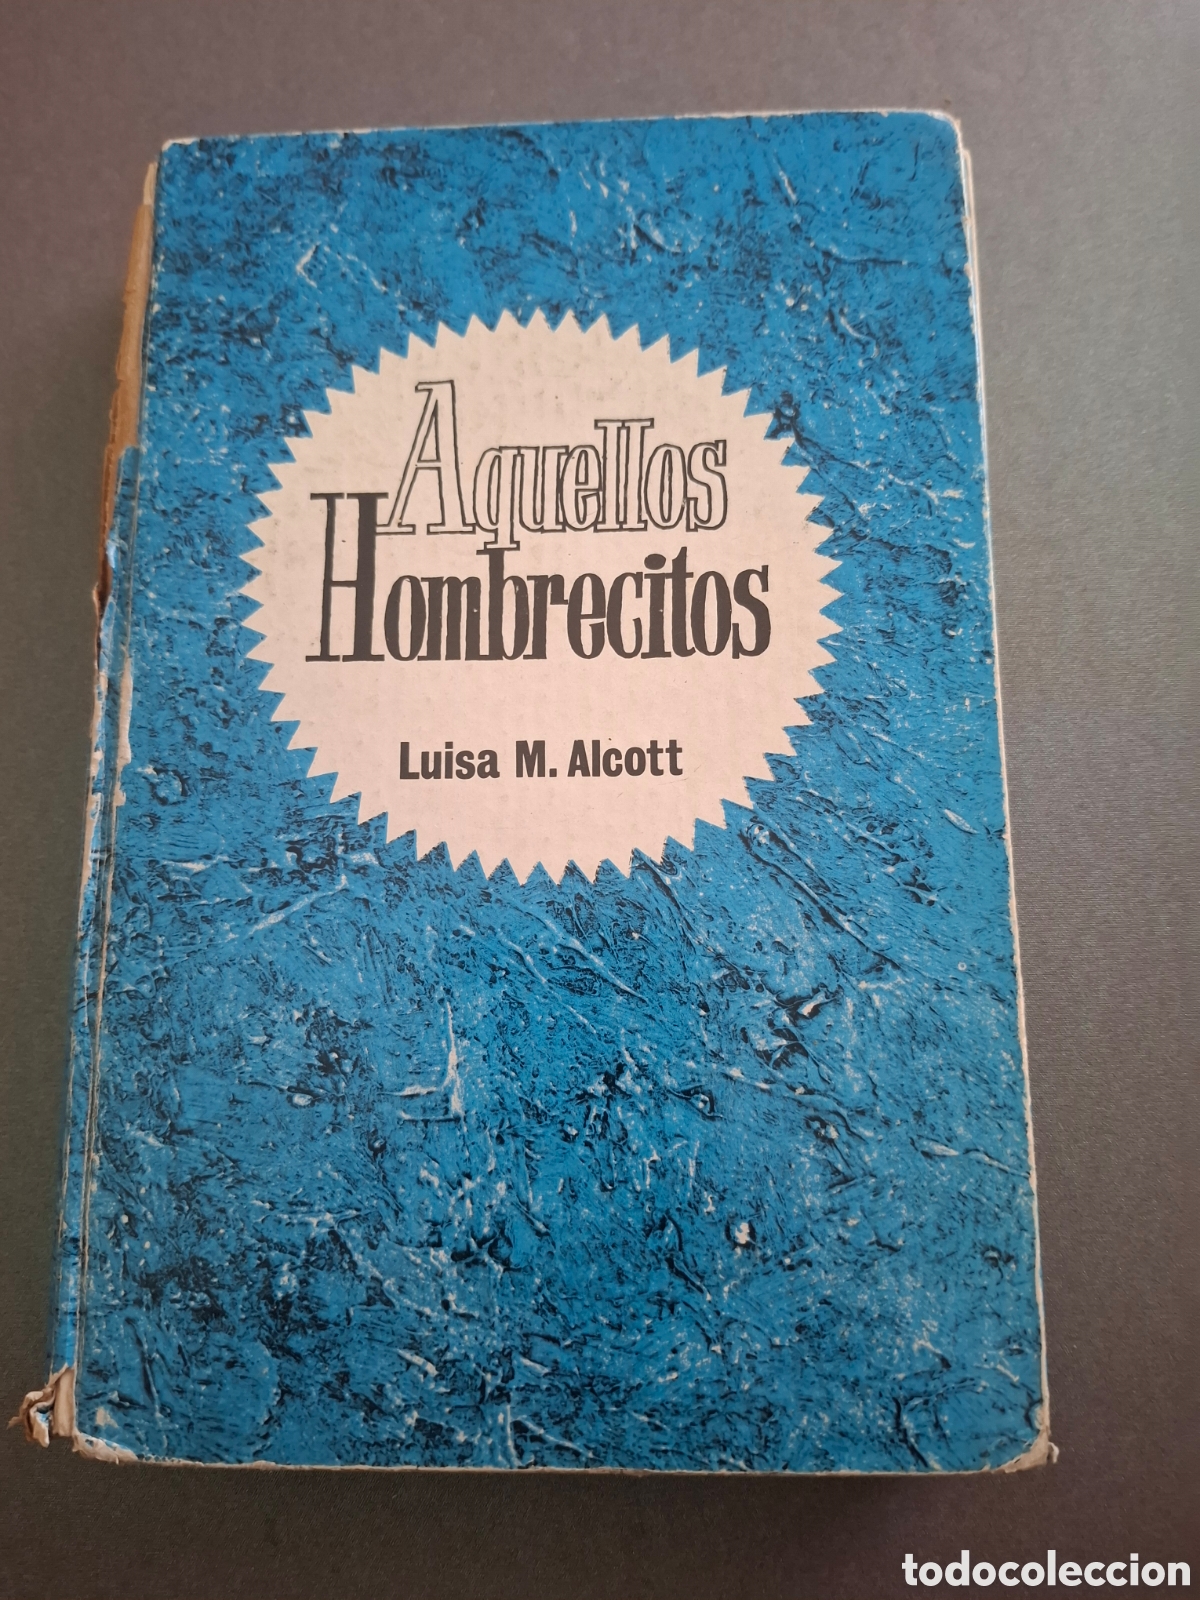 Aquellos
Hombrecitos
Luisa M. Alcott
todocoleccion